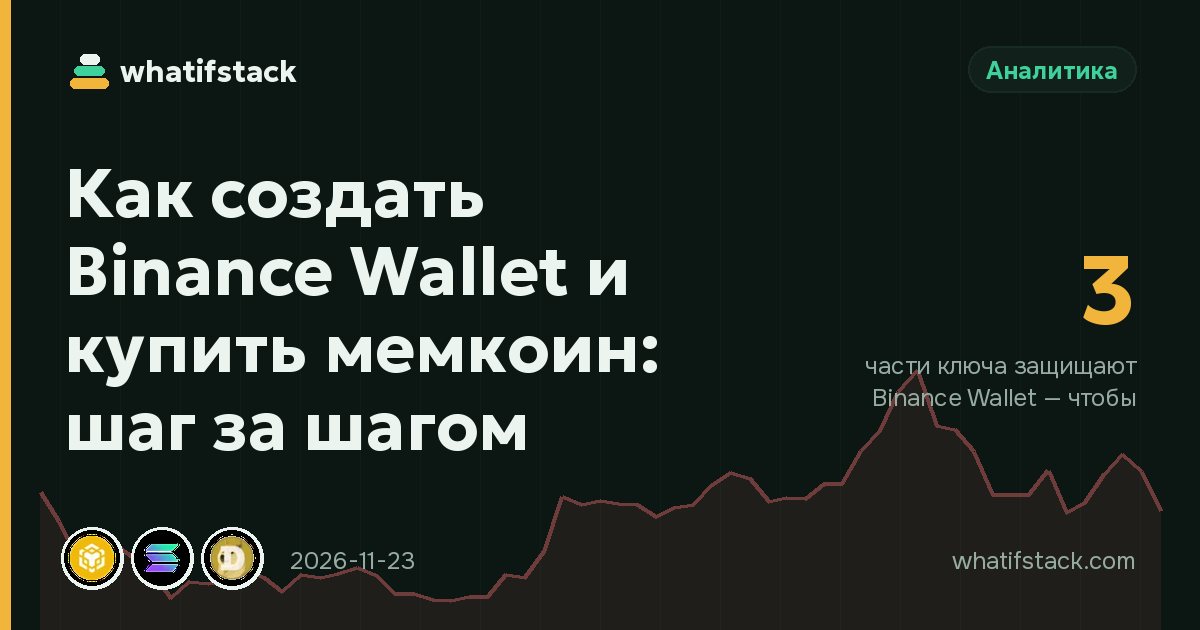 whatifstack
Аналитика
Как создать
Binance Wallet и
купить мемкоин:
шаг за шагом
3
части ключа защищают
Binance Wallet — чтобы
2026-11-23
whatifstack.com